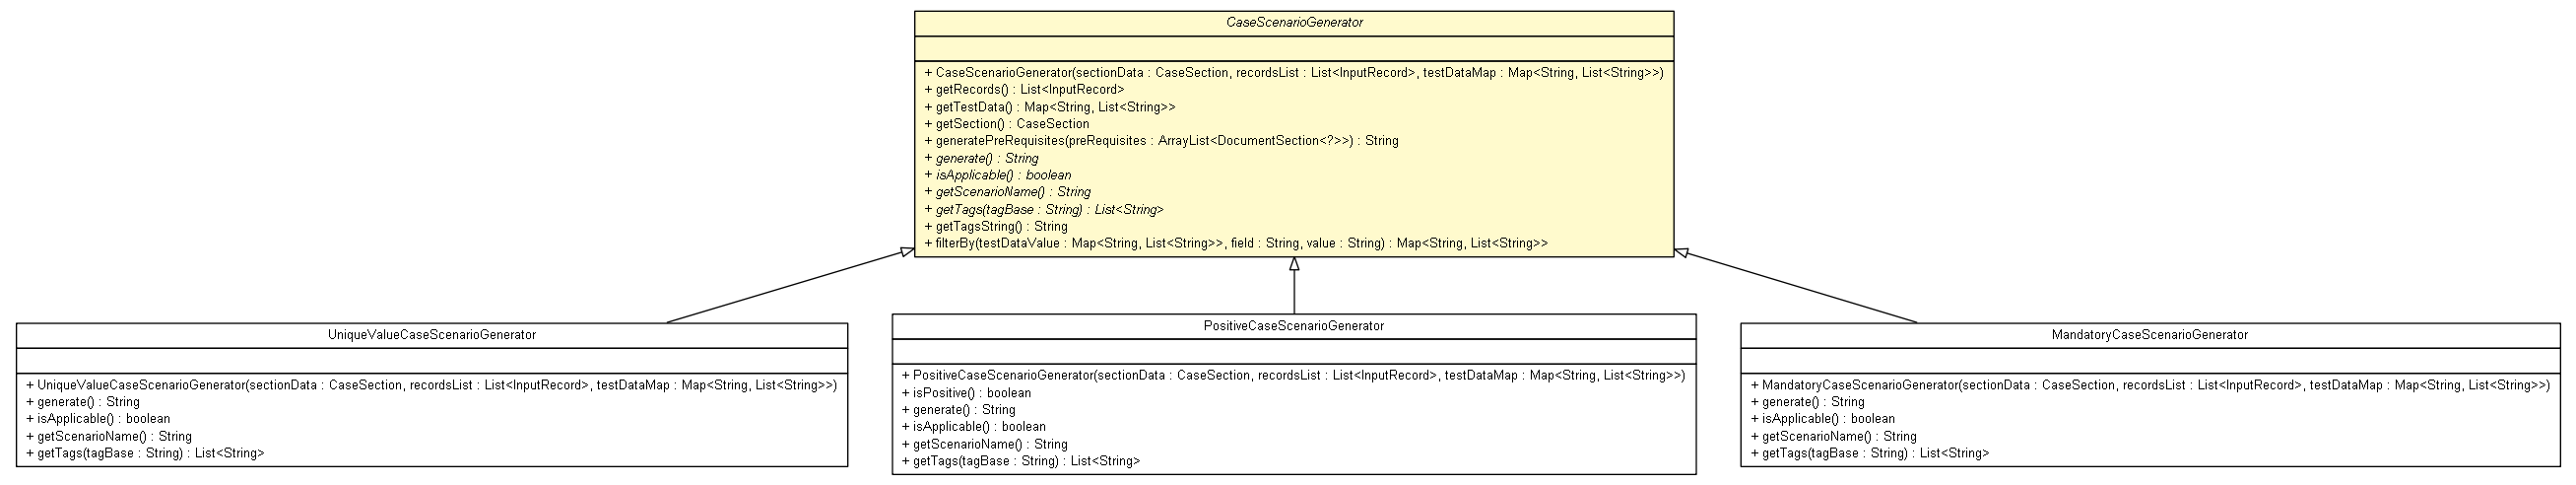 CaseScenarioGenerator
+ CaseScenarioGenerator(sectionData : CaseSection, recordsList : List<InputRecord>, testDataMap : Map<String, List<String>>)
+ getRecords() : List<InputRecord>
+ getTestData() : Map<String, List<String>>
+ getSection() : CaseSection
+ generatePreRequisites(preRequisites : ArrayList<DocumentSection<?>>) : String
+ generate() : String
+ isApplicable() : boolean
+ getScenarioName() : String
+ getTags(tagBase : String) : List<String>
+ getTagsString() : String
+ filterBy(testDataValue : Map<String, List<String>>, field : String, value : String) : Map<String, List<String>>
UniqueValueCaseScenarioGenerator
+ UniqueValueCaseScenarioGenerator(sectionData : CaseSection, recordsList : List<InputRecord>, testDataMap : Map<String, List<String>>)
+ generate() : String
+ isApplicable() : boolean
+ getScenarioName() : String
+ getTags(tagBase : String) : List<String>
PositiveCaseScenarioGenerator
+ PositiveCaseScenarioGenerator(sectionData : CaseSection, recordsList : List<InputRecord>, testDataMap : Map<String, List<String>>)
+ isPositive() : boolean
+ generate() : String
+ isApplicable() : boolean
+ getScenarioName() : String
+ getTags(tagBase : String) : List<String>
MandatoryCaseScenarioGenerator
+ MandatoryCaseScenarioGenerator(sectionData : CaseSection, recordsList : List<InputRecord>, testDataMap : Map<String, List<String>>)
+ generate() : String
+ isApplicable() : boolean
+ getScenarioName() : String
+ getTags(tagBase : String) : List<String>